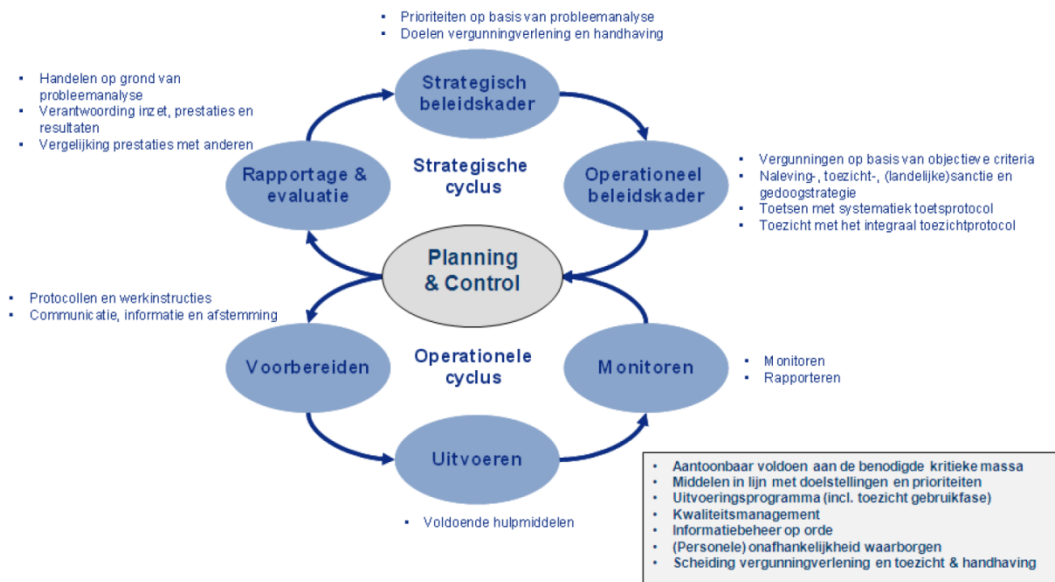 ▪ Prioriteiten op basis van probleemanalyse
▪ Doelen vergunningverlening en handhaving
▪ Handelen op grond van
probleemanalyse
▪ Verantwoording inzet, prestaties en
resultaten
▪ Vergelijking prestaties met anderen
Strategisch
beleidskader
Strategische
cyclus
Rapportage &
evaluatie
Operationeel
beleidskader
▪ Vergunningen op basis van objectieve criteria
▪ Naleving-, toezicht-, (landelijke)sanctie en
gedoogstrategie
▪ Toetsen met systematiek toetsprotocol
▪ Toezicht met het integraal toezichtprotocol
Planning
& Control
▪ Protocollen en werkinstructies
▪ Communicatie, informatie en afstemming
Voorbereiden
Operationele
cyclus
Monitoren
▪ Monitoren
▪ Rapporteren
Uitvoeren
▪ Voldoende hulpmiddelen
• Aantoonbaar voldoen aan de benodigde kritieke massa
• Middelen in lijn met doelstellingen en prioriteiten
• Uitvoeringsprogramma (incl. toezicht gebruikfase)
• Kwaliteitsmanagement
• Informatiebeheer op orde
• (Personele) onafhankelijkheid waarborgen
• Scheiding vergunningverlening en toezicht & handhaving